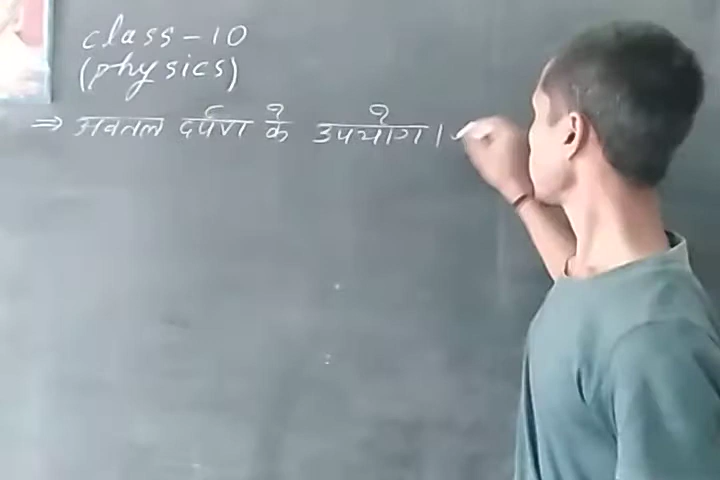 class-10
(physics)
⇒ अवतल दर्पण के उपयोग।